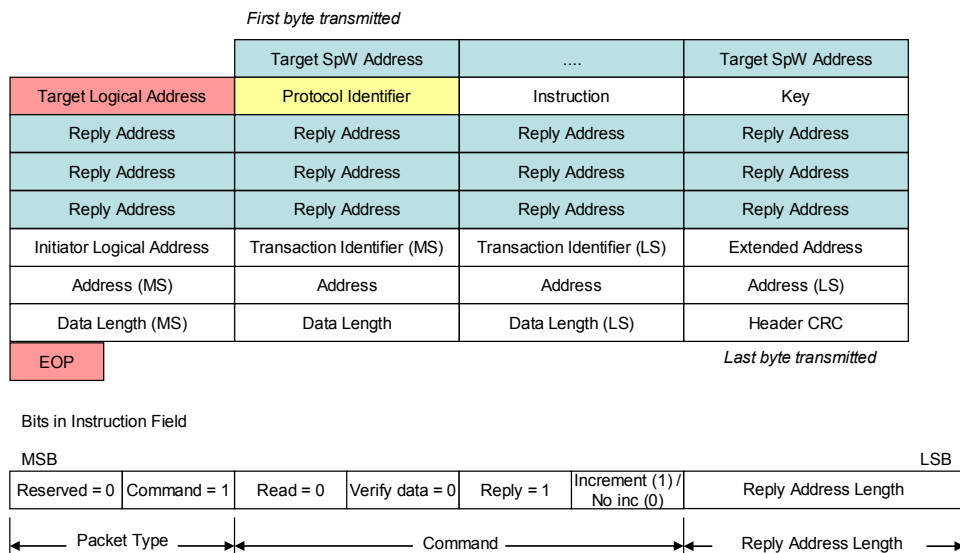 First byte transmitted
Target SpW Address .... Target SpW Address
Target Logical Address Protocol Identifier Instruction Key
Reply Address Reply Address Reply Address Reply Address
Reply Address Reply Address Reply Address Reply Address
Reply Address Reply Address Reply Address Reply Address
Initiator Logical Address Transaction Identifier (MS) Transaction Identifier (LS) Extended Address
Address (MS) Address Address Address (LS)
Data Length (MS) Data Length Data Length (LS) Header CRC
EOP Last byte transmitted
Bits in Instruction Field
MSB LSB
Reserved = 0 Command = 1 Read = 0 Verify data = 0 Reply = 1 Increment (1) / No inc (0) Reply Address Length
Packet Type Command Reply Address Length